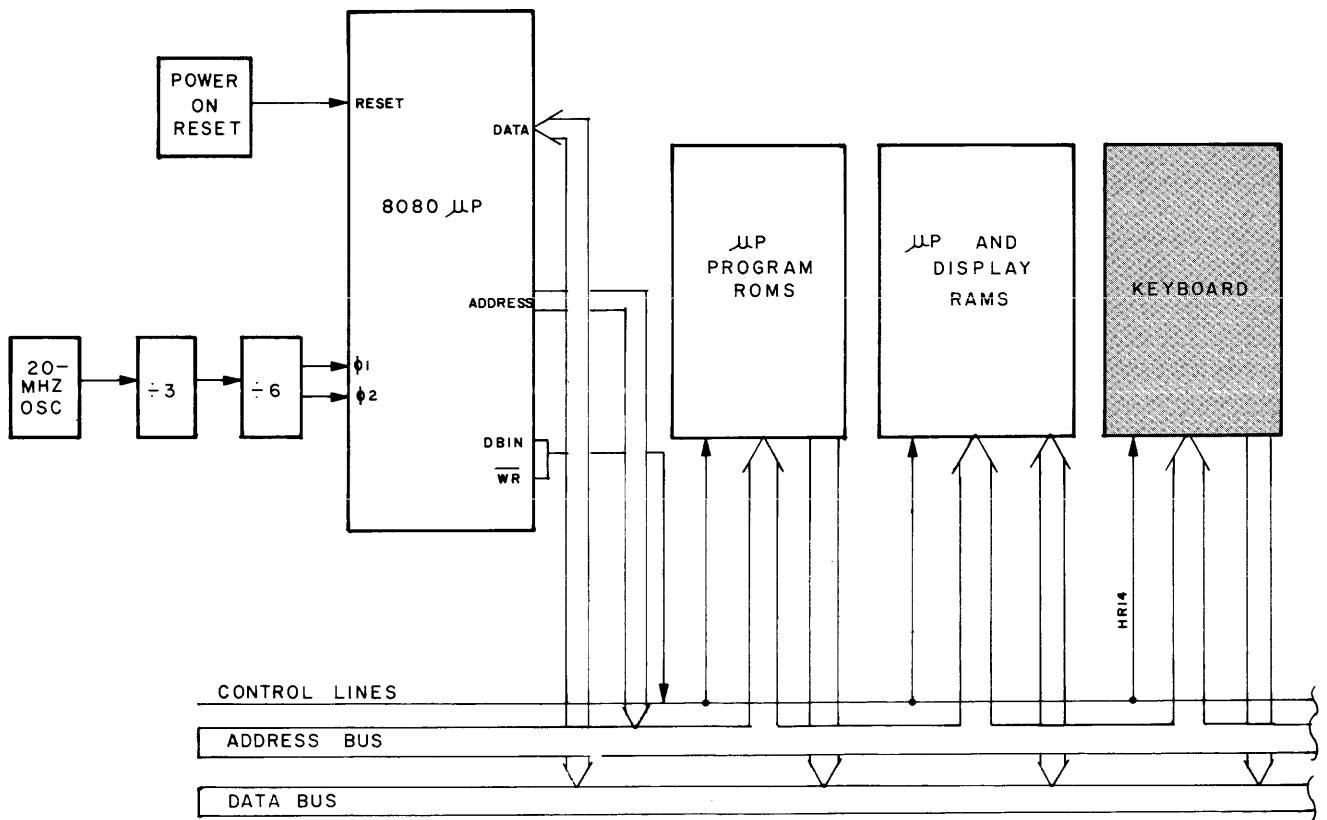 POWER
ON
RESET
RESET
DATA
8080 μP
ADDRESS
20-
MHZ
OSC
÷3
÷6
ϕ1
ϕ2
DBIN
WR
μP
PROGRAM
ROMS
μP AND
DISPLAY
RAMS
KEYBOARD
HR14
CONTROL LINES
ADDRESS BUS
DATA BUS